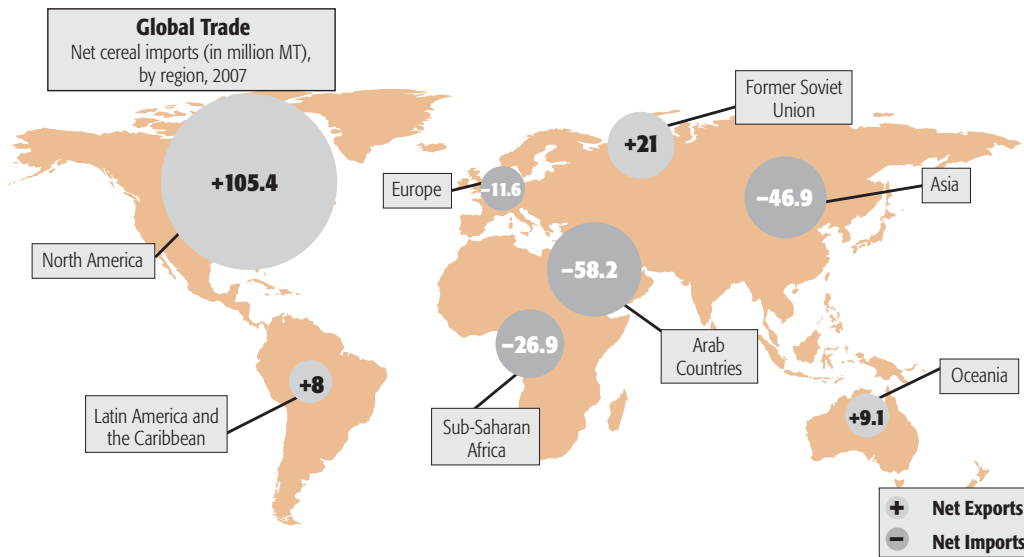 Global Trade
Net cereal imports (in million MT),
by region, 2007
Former Soviet
Union
+21
+105.4
Europe
−11.6
−46.9
Asia
North America
−58.2
−26.9
Arab
Countries
+8
Oceania
Latin America and
the Caribbean
Sub-Saharan
Africa
+9.1
+ Net Exports
− Net Imports